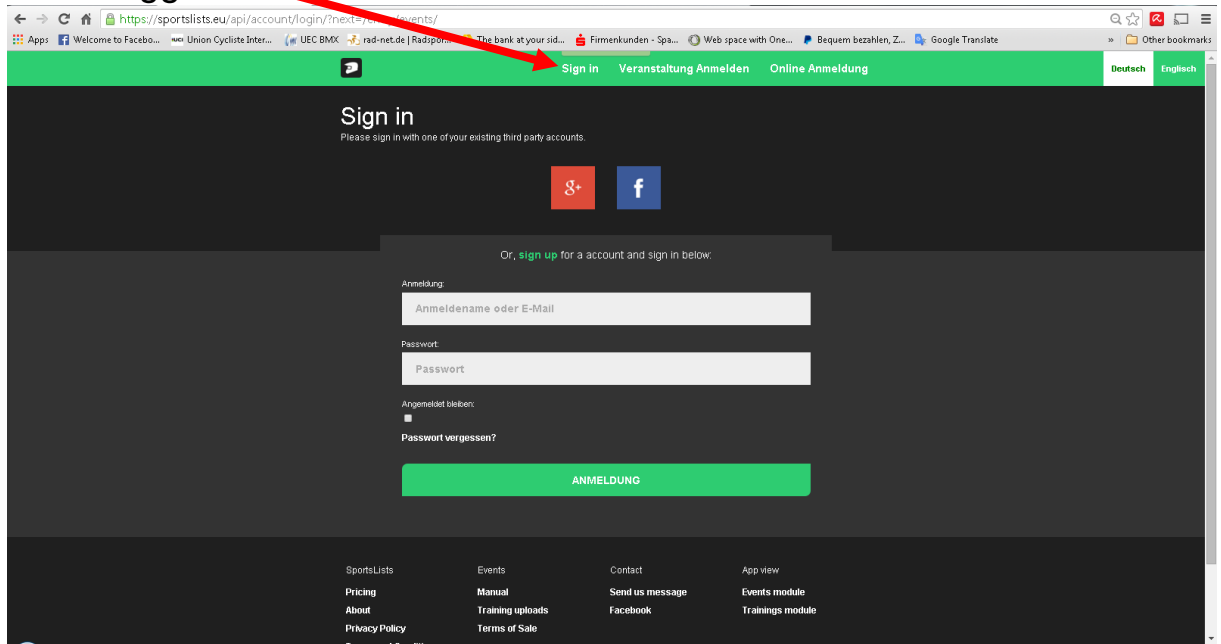 https://sportslists.eu/api/account/login/?next=/ events/
Apps Welcome to Facebo... Union Cycliste Inter... UEC BMX rad-net.de | Radspor... The bank at your sid... Firmenkunden - Spa... Web space with One... Bequem bezahlen, Z... Google Translate » Other bookmarks
Sign in Veranstaltung Anmelden Online Anmeldung Deutsch Englisch
Sign in
Please sign in with one of your existing third party accounts.
g+ f
Or, sign up for a account and sign in below:
Anmeldung:
Anmeldename oder E-Mail
Passwort:
Passwort
Angemeldet bleiben:
Passwort vergessen?
ANMELDUNG
SportsLists Events Contact App view
Pricing Manual Send us message Events module
About Training uploads Facebook Trainings module
Privacy Policy Terms of Sale